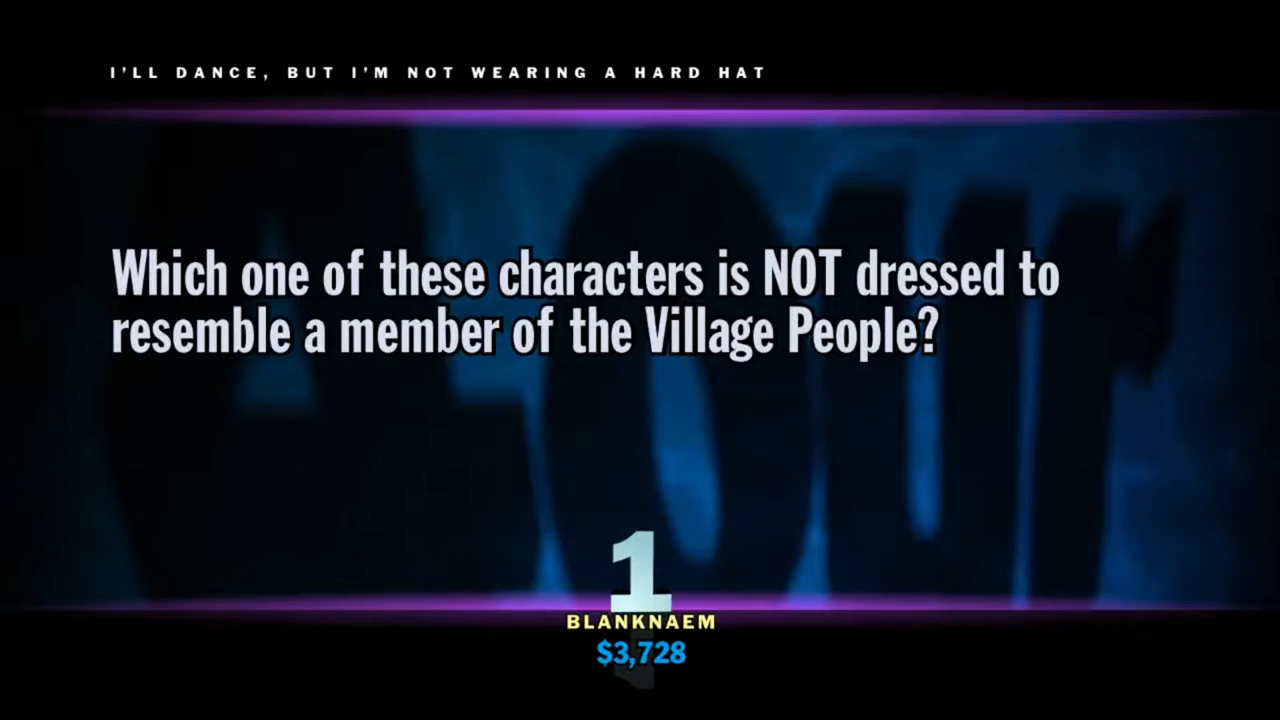 I'LL DANCE, BUT I'M NOT WEARING A HARD HAT
Which one of these characters is NOT dressed to
resemble a member of the Village People?
1
BLANKNAEM
$3,728